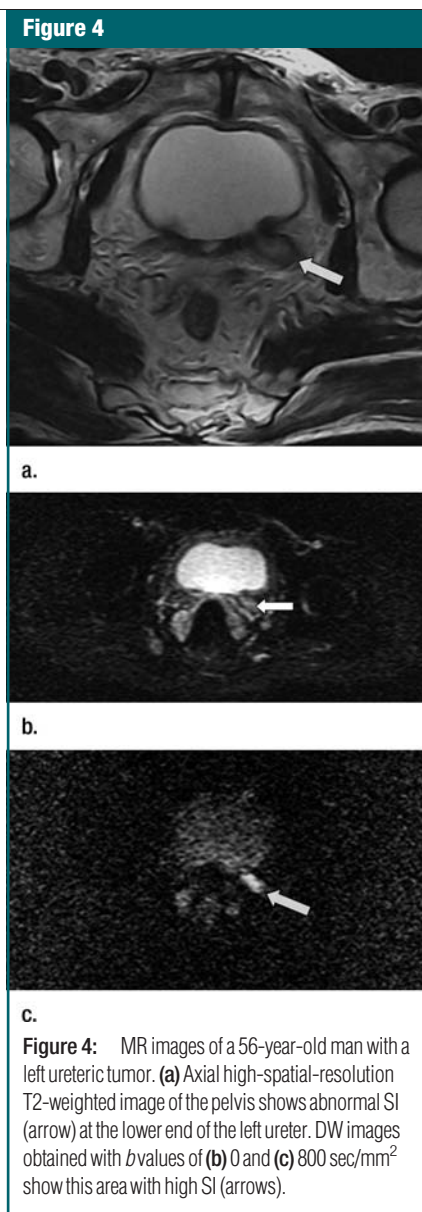 Figure 4
a.
b.
c.
Figure 4: MR images of a 56-year-old man with a
left ureteric tumor. (a) Axial high-spatial-resolution
T2-weighted image of the pelvis shows abnormal SI
(arrow) at the lower end of the left ureter. DW images
obtained with b values of (b) 0 and (c) 800 sec/mm²
show this area with high SI (arrows).